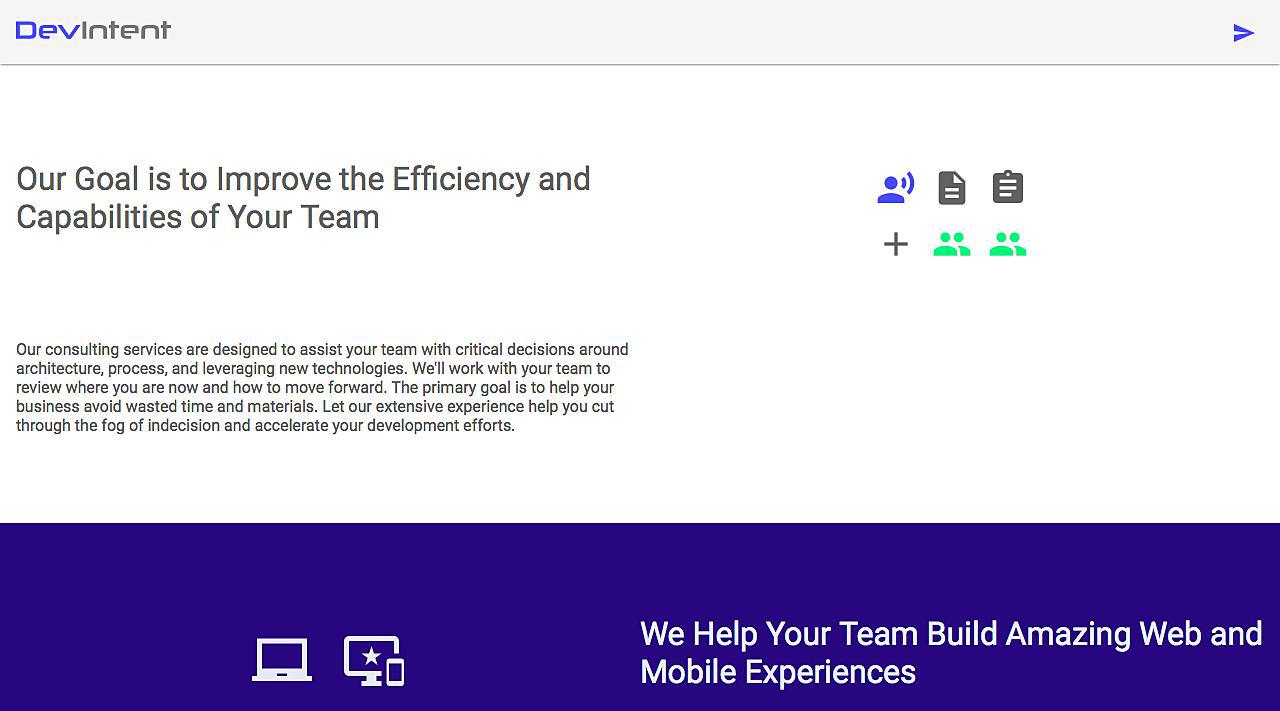 DevIntent
Our Goal is to Improve the Efficiency and
Capabilities of Your Team
Our consulting services are designed to assist your team with critical decisions around
architecture, process, and leveraging new technologies. We'll work with your team to
review where you are now and how to move forward. The primary goal is to help your
business avoid wasted time and materials. Let our extensive experience help you cut
through the fog of indecision and accelerate your development efforts.
We Help Your Team Build Amazing Web and
Mobile Experiences